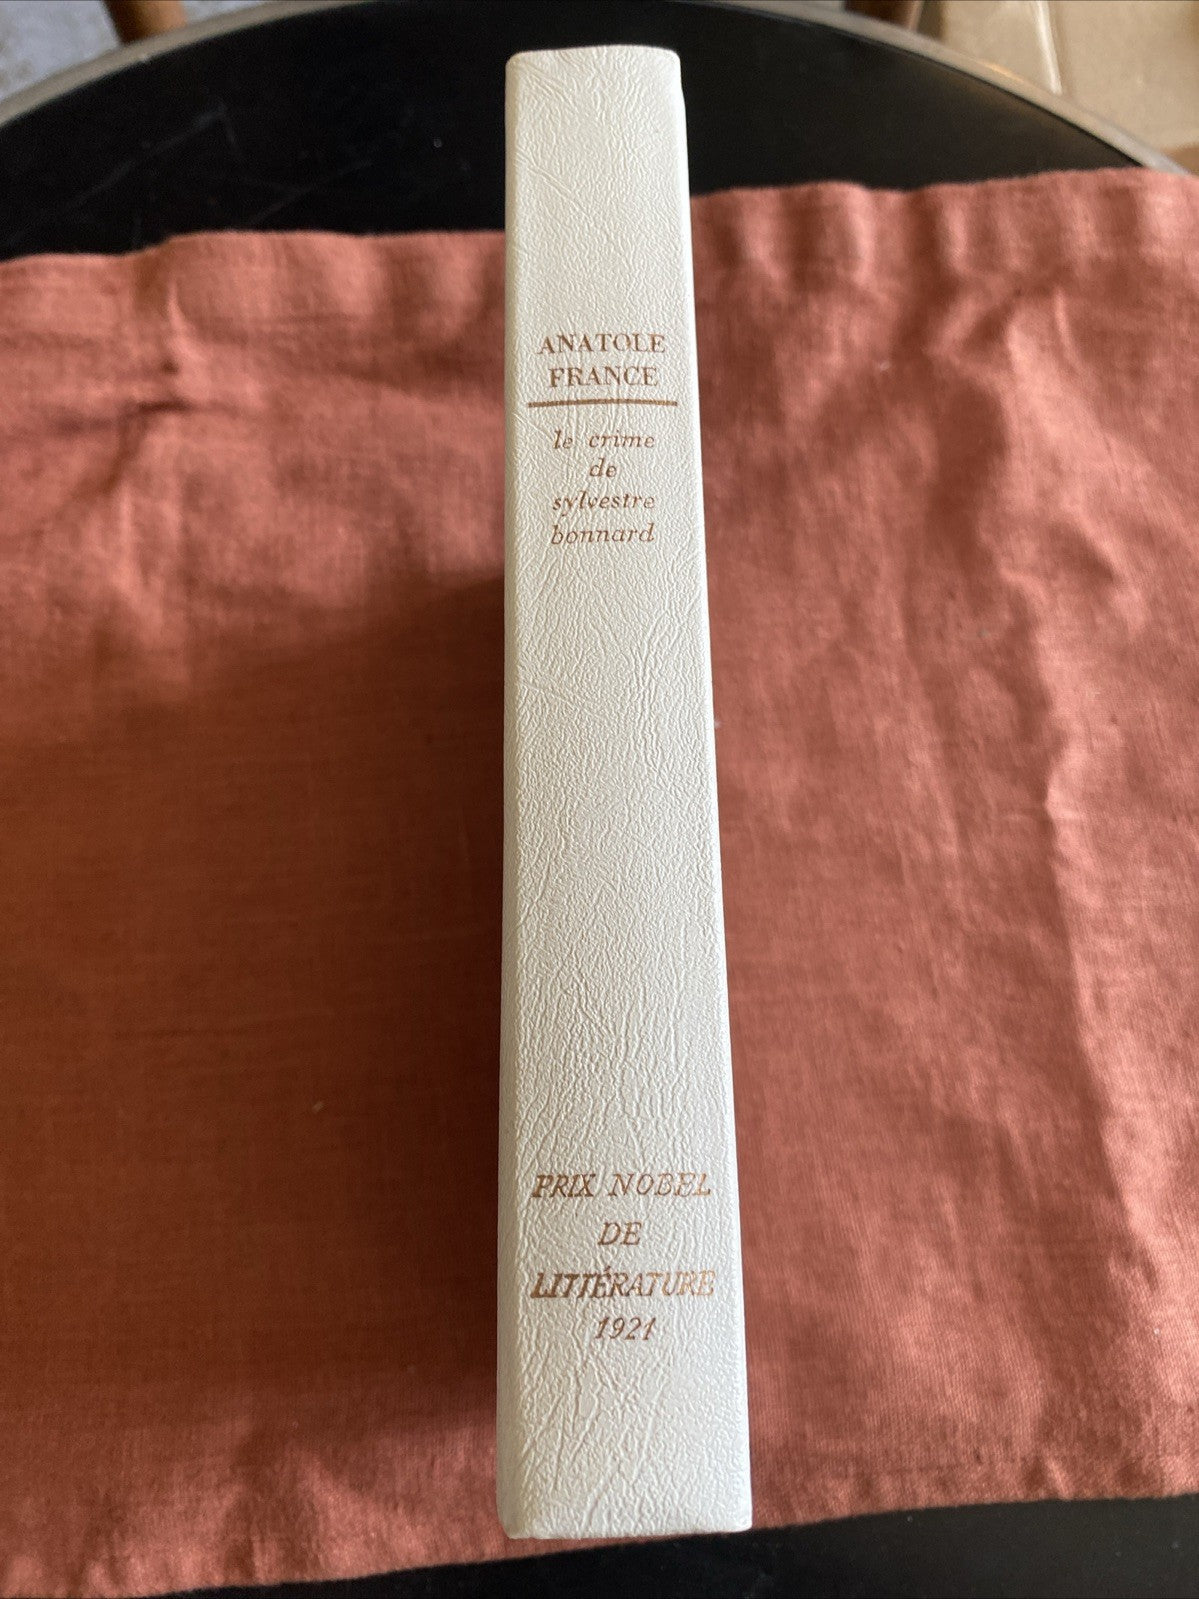 ANATOLE
FRANCE
le crime
de
sylvestre
bonnard
PRIX NOBEL
DE
LITTÉRATURE
1921